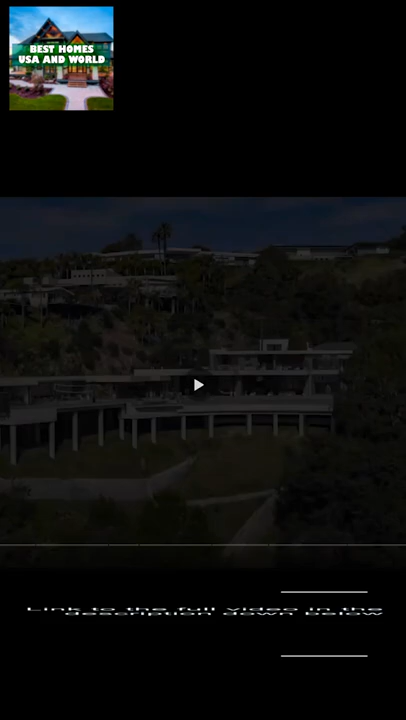 BEST HOMES
USA AND WORLD
Link to the full video in the
description down below